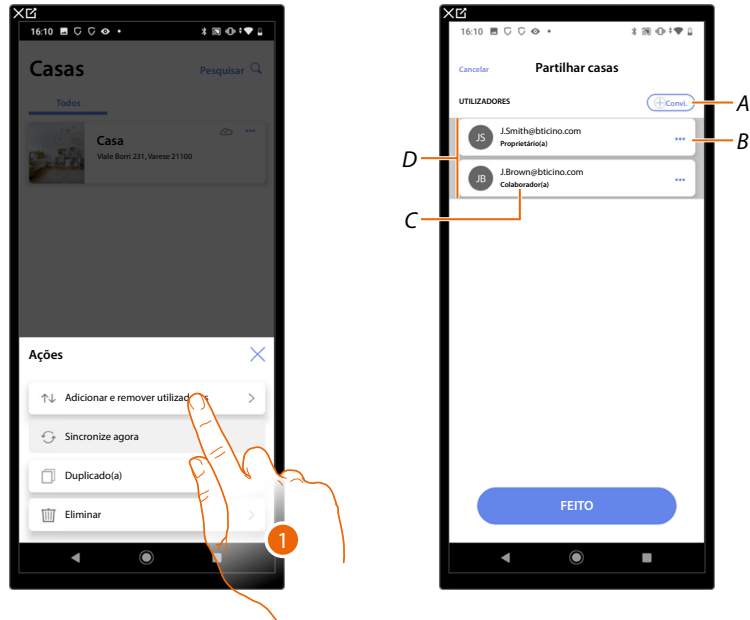 16:10
Casas
Pesquisar
Todos
Casa
Viale Borri 231, Varese 21100
Ações
Adicionar e remover utilizad
Sincronize agora
Duplicado(a)
Eliminar
1
16:10
Cancelar
Partilhar casas
UTILIZADORES
Convi.
A
JS
J.Smith@bticino.com
Proprietário(a)
B
D
JB
J.Brown@bticino.com
Colaborador(a)
C
FEITO